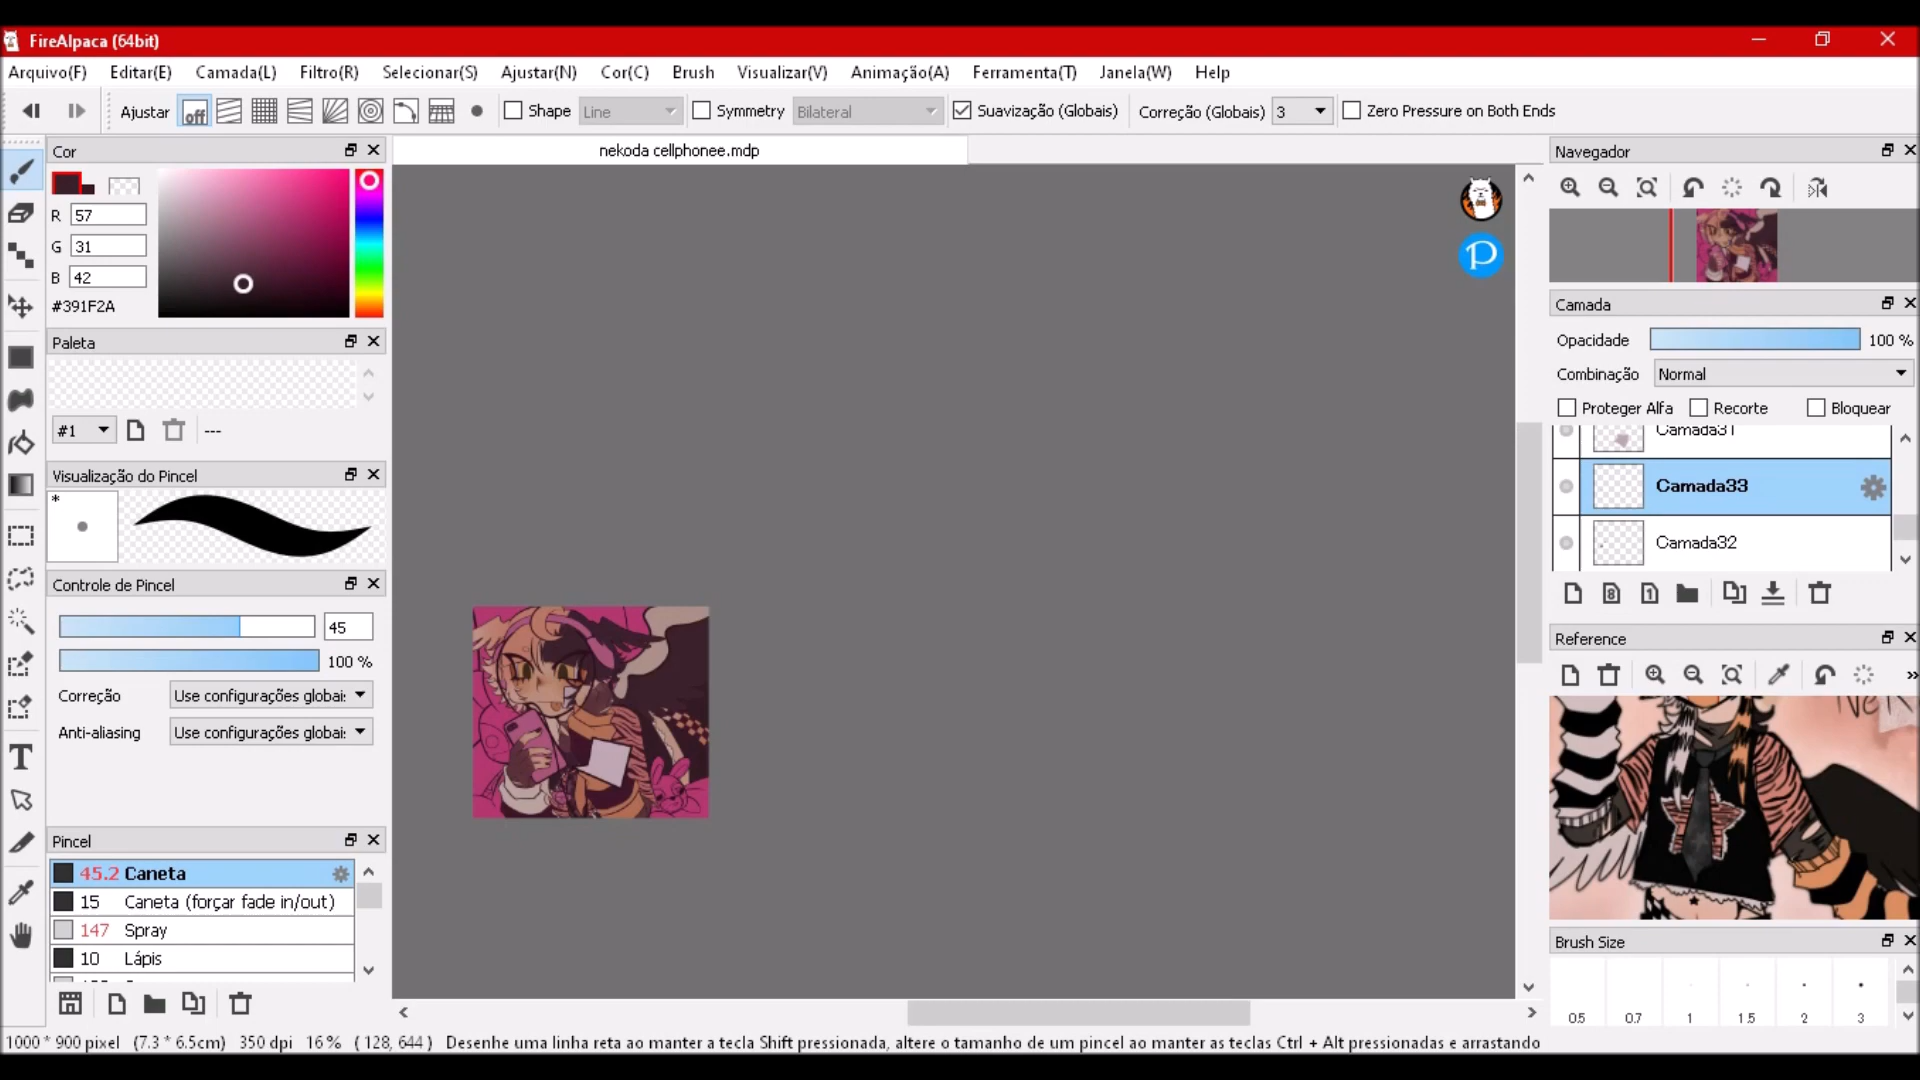 FireAlpaca (64bit)
Arquivo(F) Editar(E) Camada(L) Filtro(R) Selecionar(S) Ajustar(N) Cor(C) Brush Visualizar(V) Animação(A) Ferramenta(T) Janela(W) Help
Ajustar off Shape Line Symmetry Bilateral Suavização (Globais) Correção (Globais) 3 Zero Pressure on Both Ends
Cor
nekoda cellphonee.mdp
Navegador
R 57
G 31
B 42
#391F2A
P
Camada
Opacidade 100 %
Combinação Normal
Proteger Alfa Recorte Bloquear
Camada31
Camada33
Camada32
Paleta
#1 ---
Visualização do Pincel
*
Controle de Pincel
45
100 %
Correção Use configurações globais
Anti-aliasing Use configurações globais
T
Reference
Pincel
45.2 Caneta
15 Caneta (forçar fade in/out)
147 Spray
10 Lápis
Brush Size
0.5 0.7 1 1.5 2 3
1000 * 900 pixel (7.3 * 6.5cm) 350 dpi 16 % ( 128, 644 ) Desenhe uma linha reta ao manter a tecla Shift pressionada, altere o tamanho de um pincel ao manter as teclas Ctrl + Alt pressionadas e arrastando